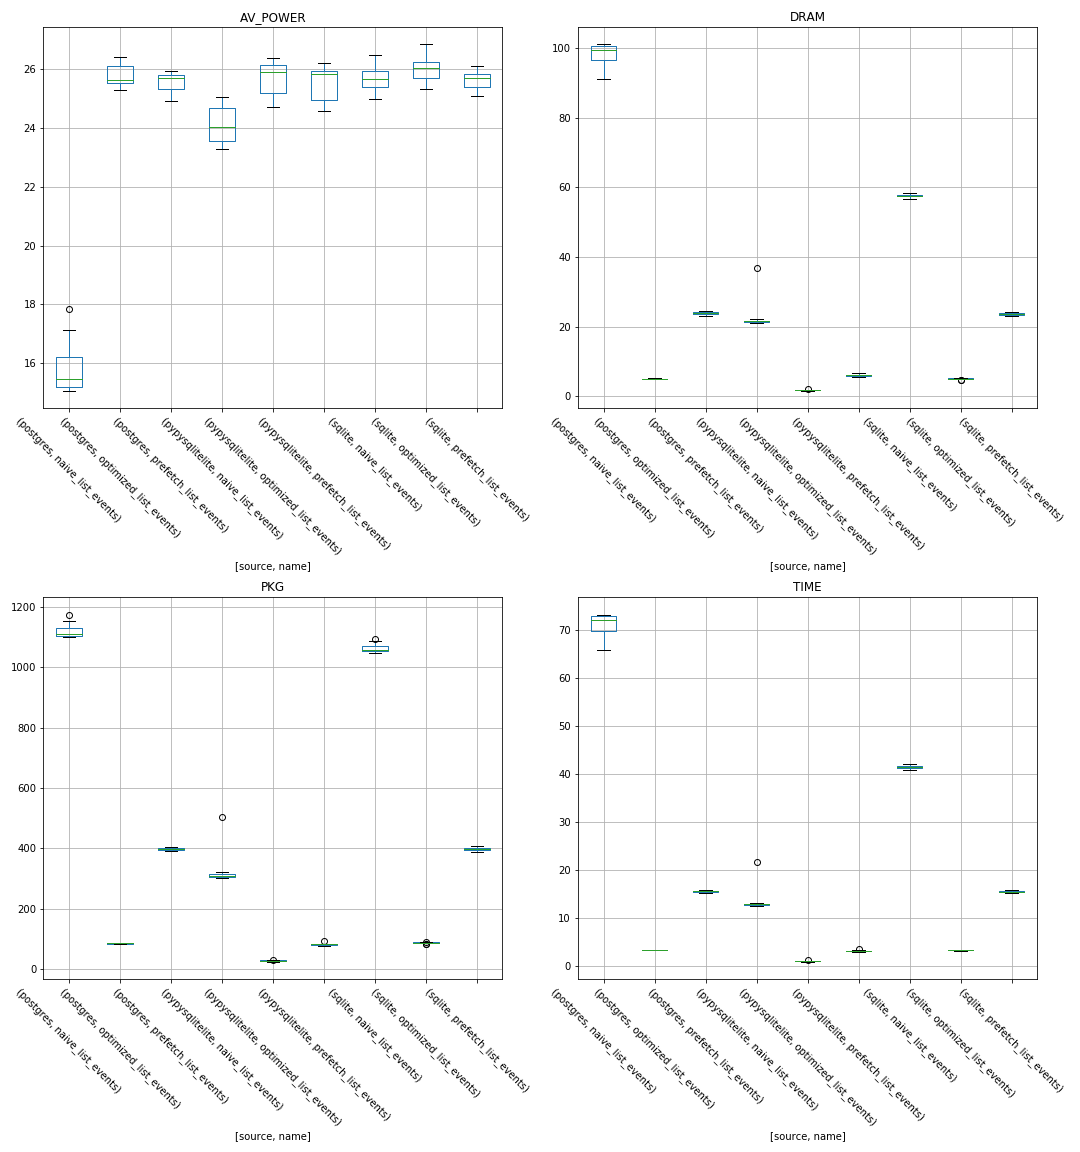 AV_POWER
26
24
22
20
18
16
(postgres, naive_list_events)
(postgres, optimized_list_events)
(postgres, prefetch_list_events)
(pypysqlitelite, naive_list_events)
(pypysqlitelite, optimized_list_events)
(pypysqlitelite, prefetch_list_events)
(sqlite, naive_list_events)
(sqlite, optimized_list_events)
(sqlite, prefetch_list_events)
[source, name]
DRAM
100
80
60
40
20
0
(postgres, naive_list_events)
(postgres, optimized_list_events)
(postgres, prefetch_list_events)
(pypysqlitelite, naive_list_events)
(pypysqlitelite, optimized_list_events)
(pypysqlitelite, prefetch_list_events)
(sqlite, naive_list_events)
(sqlite, optimized_list_events)
(sqlite, prefetch_list_events)
[source, name]
PKG
1200
1000
800
600
400
200
0
(postgres, naive_list_events)
(postgres, optimized_list_events)
(postgres, prefetch_list_events)
(pypysqlitelite, naive_list_events)
(pypysqlitelite, optimized_list_events)
(pypysqlitelite, prefetch_list_events)
(sqlite, naive_list_events)
(sqlite, optimized_list_events)
(sqlite, prefetch_list_events)
[source, name]
TIME
70
60
50
40
30
20
10
0
(postgres, naive_list_events)
(postgres, optimized_list_events)
(postgres, prefetch_list_events)
(pypysqlitelite, naive_list_events)
(pypysqlitelite, optimized_list_events)
(pypysqlitelite, prefetch_list_events)
(sqlite, naive_list_events)
(sqlite, optimized_list_events)
(sqlite, prefetch_list_events)
[source, name]